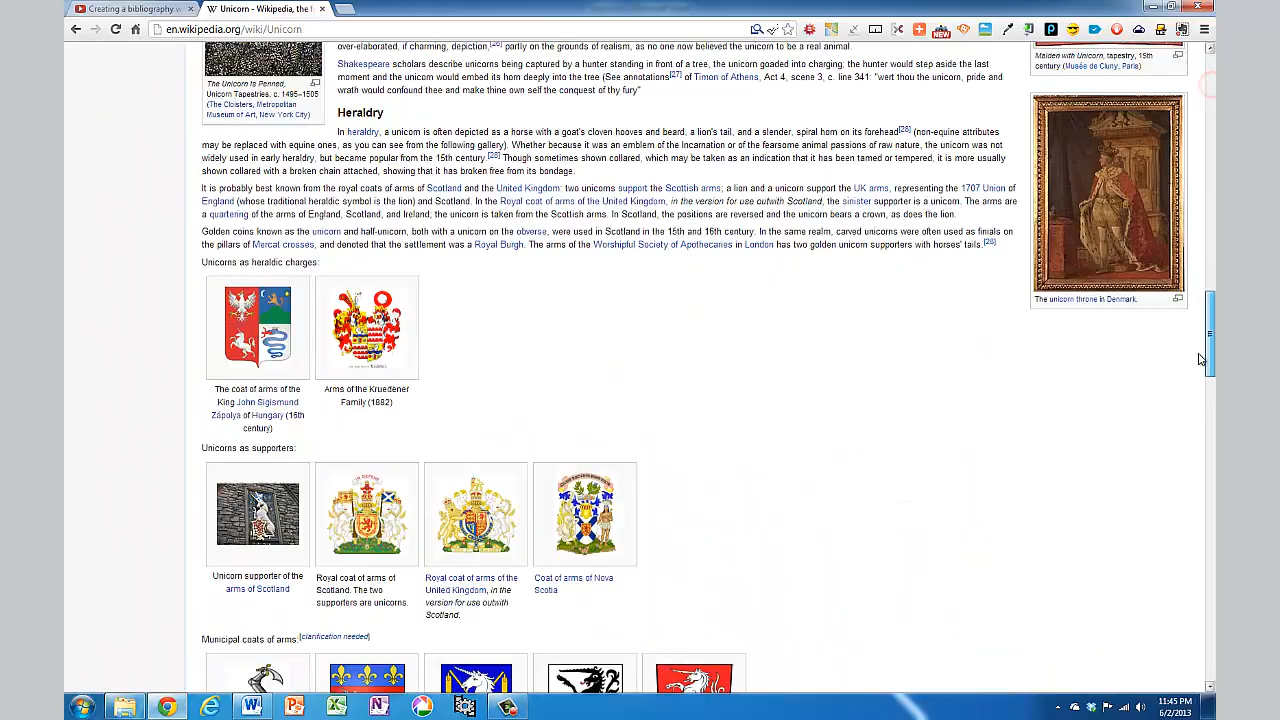 Creating a bibliography w
Unicorn - Wikipedia, the f
en.wikipedia.org/wiki/Unicorn
NEW
over-elaborated, if charming, depiction,[26] partly on the grounds of realism, as no one now believed the unicorn to be a real animal.
Shakespeare scholars describe unicorns being captured by a hunter standing in front of a tree, the unicorn goaded into charging; the hunter would step aside the last
moment and the unicorn would embed its horn deeply into the tree (See annotations[27] of Timon of Athens, Act 4, scene 3, c. line 341: "wert thou the unicorn, pride and
wrath would confound thee and make thine own self the conquest of thy fury"
The Unicorn Is Penned,
Unicorn Tapestries, c. 1495–1505
(The Cloisters, Metropolitan
Museum of Art, New York City)
Maiden with Unicorn, tapestry, 15th
century (Musée de Cluny, Paris)
Heraldry
In heraldry, a unicorn is often depicted as a horse with a goat's cloven hooves and beard, a lion's tail, and a slender, spiral horn on its forehead[28] (non-equine attributes
may be replaced with equine ones, as you can see from the following gallery). Whether because it was an emblem of the Incarnation or of the fearsome animal passions of raw nature, the unicorn was not
widely used in early heraldry, but became popular from the 15th century.[28] Though sometimes shown collared, which may be taken as an indication that it has been tamed or tempered, it is more usually
shown collared with a broken chain attached, showing that it has broken free from its bondage.
It is probably best known from the royal coats of arms of Scotland and the United Kingdom: two unicorns support the Scottish arms; a lion and a unicorn support the UK arms, representing the 1707 Union of
England (whose traditional heraldic symbol is the lion) and Scotland. In the Royal coat of arms of the United Kingdom, in the version for use outwith Scotland, the sinister supporter is a unicorn. The arms are
a quartering of the arms of England, Scotland, and Ireland; the unicorn is taken from the Scottish arms. In Scotland, the positions are reversed and the unicorn bears a crown, as does the lion.
Golden coins known as the unicorn and half-unicorn, both with a unicorn on the obverse, were used in Scotland in the 15th and 16th century. In the same realm, carved unicorns were often used as finials on
the pillars of Mercat crosses, and denoted that the settlement was a Royal Burgh. The arms of the Worshipful Society of Apothecaries in London has two golden unicorn supporters with horses' tails.[28]
The unicorn throne in Denmark.
Unicorns as heraldic charges:
The coat of arms of the
King John Sigismund
Zápolya of Hungary (16th
century)
Arms of the Kruedener
Family (1882)
Unicorns as supporters:
Unicorn supporter of the
arms of Scotland
Royal coat of arms of
Scotland. The two
supporters are unicorns.
Royal coat of arms of the
United Kingdom, in the
version for use outwith
Scotland.
Coat of arms of Nova
Scotia
Municipal coats of arms:[clarification needed]
11:45 PM
6/2/2013